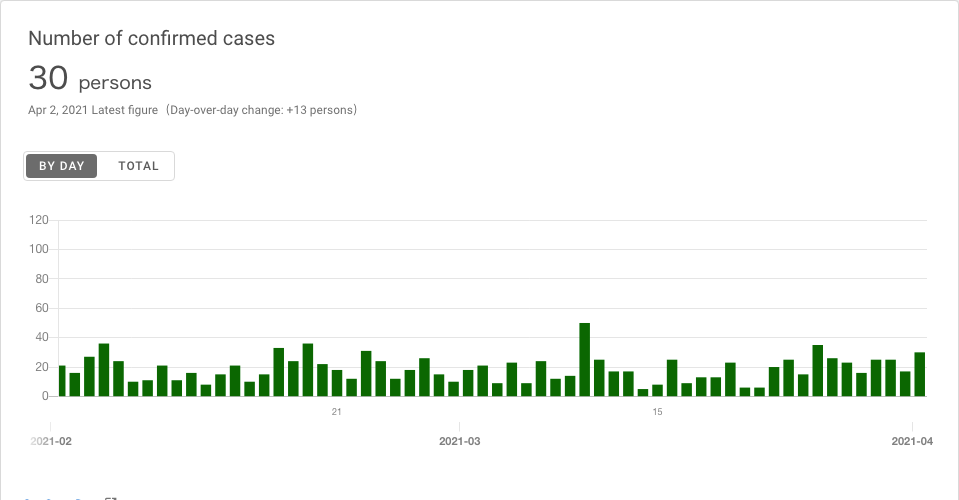 Number of confirmed cases
30 persons
Apr 2, 2021 Latest figure（Day-over-day change: +13 persons）
BY DAY TOTAL
120
100
80
60
40
20
0
21 15
2021-02 2021-03 2021-04